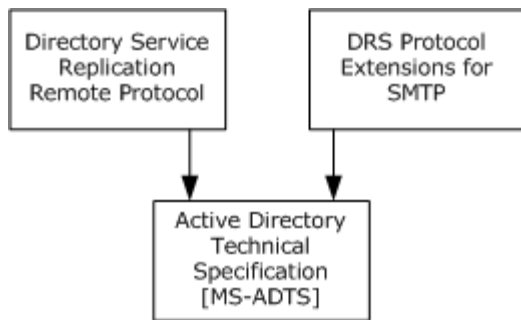 Directory Service
Replication
Remote Protocol
DRS Protocol
Extensions for
SMTP
Active Directory
Technical
Specification
[MS-ADTS]